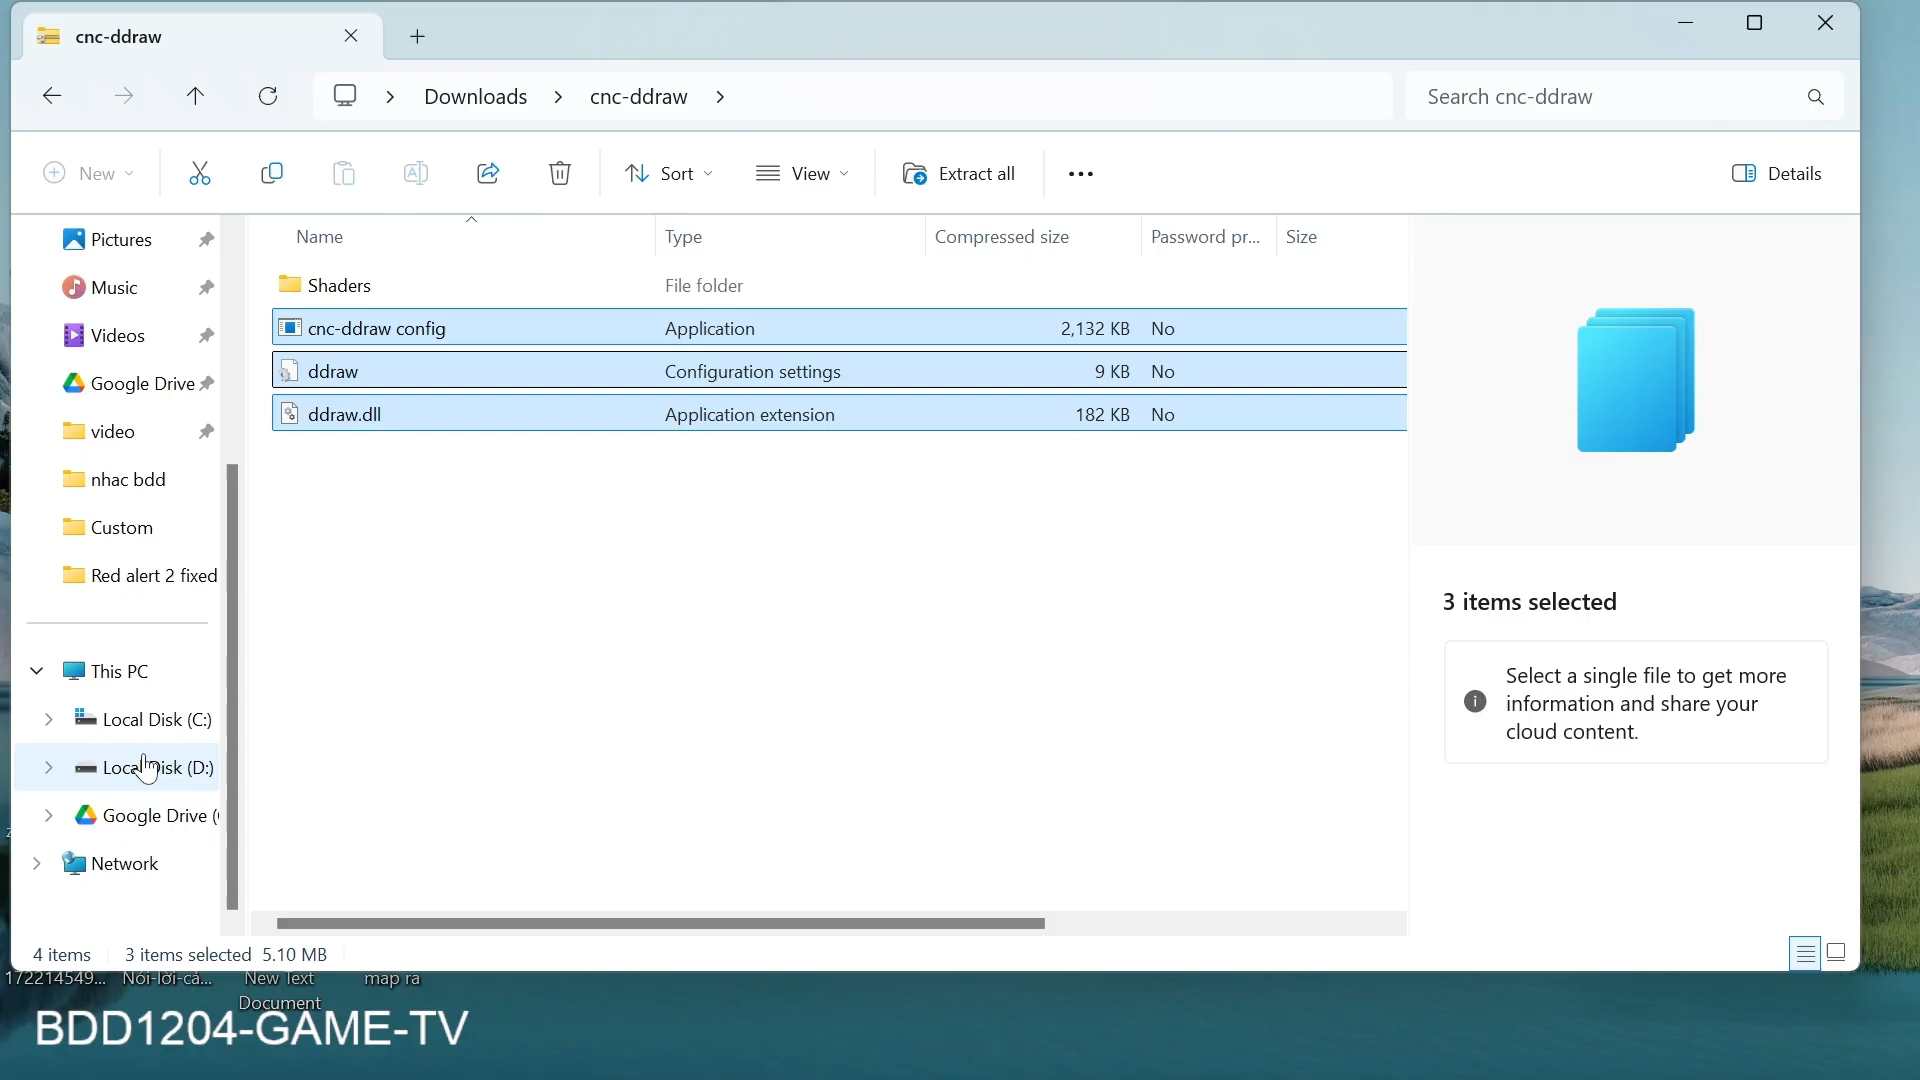 cnc-ddraw
Downloads
cnc-ddraw
Search cnc-ddraw
New
Sort
View
Extract all
Details
Pictures
Music
Videos
Google Drive
video
nhac bdd
Custom
Red alert 2 fixed
This PC
Local Disk (C:)
Local Disk (D:)
Google Drive (
Network
Name Type Compressed size Password pr... Size
Shaders File folder
cnc-ddraw config Application 2,132 KB No
ddraw Configuration settings 9 KB No
ddraw.dll Application extension 182 KB No
3 items selected
Select a single file to get more
information and share your
cloud content.
4 items 3 items selected 5.10 MB
172214549... Nói-lời-cả... New Text map ra
Document
BDD1204-GAME-TV